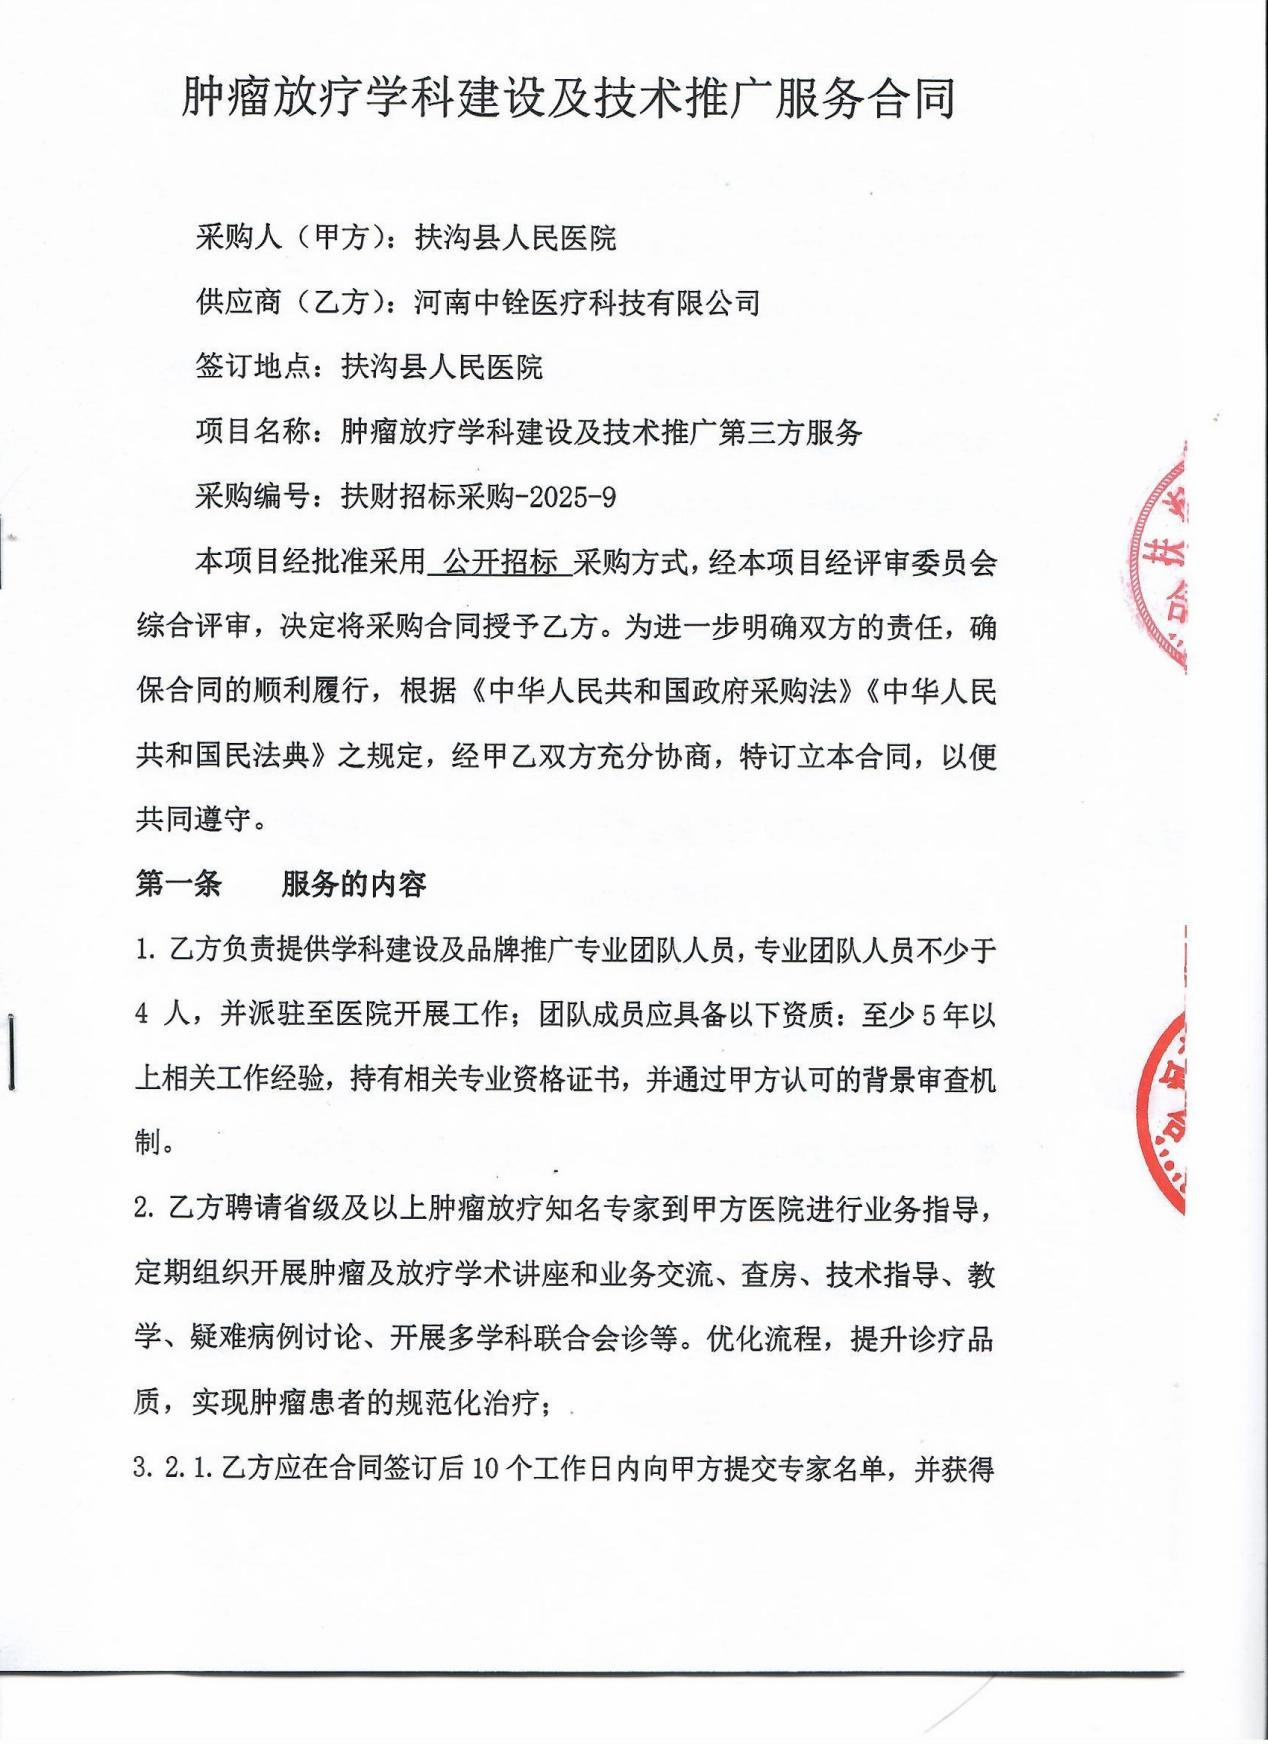 肿瘤放疗学科建设及技术推广服务合同
采购人（甲方）：扶沟县人民医院
供应商（乙方）：河南中铨医疗科技有限公司
签订地点：扶沟县人民医院
项目名称：肿瘤放疗学科建设及技术推广第三方服务
采购编号：扶财招标采购-2025-9
本项目经批准采用 公开招标 采购方式，经本项目经评审委员会
综合评审，决定将采购合同授予乙方。为进一步明确双方的责任，确
保合同的顺利履行，根据《中华人民共和国政府采购法》《中华人民
共和国民法典》之规定，经甲乙双方充分协商，特订立本合同，以便
共同遵守。
第一条 服务的内容
1. 乙方负责提供学科建设及品牌推广专业团队人员，专业团队人员不少于
4 人，并派驻至医院开展工作；团队成员应具备以下资质：至少 5 年以
上相关工作经验，持有相关专业资格证书，并通过甲方认可的背景审查机
制。
2. 乙方聘请省级及以上肿瘤放疗知名专家到甲方医院进行业务指导，
定期组织开展肿瘤及放疗学术讲座和业务交流、查房、技术指导、教
学、疑难病例讨论、开展多学科联合会诊等。优化流程，提升诊疗品
质，实现肿瘤患者的规范化治疗；
3. 2. 1. 乙方应在合同签订后 10 个工作日内向甲方提交专家名单，并获得
扶
合